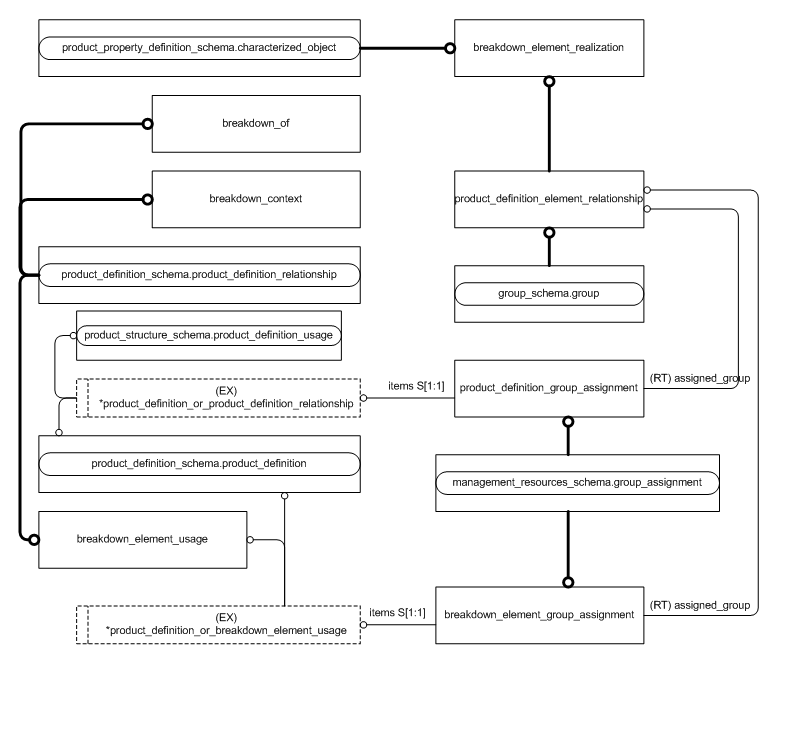 product_property_definition_schema.characterized_object
breakdown_element_realization
breakdown_of
breakdown_context
product_definition_element_relationship
product_definition_schema.product_definition_relationship
group_schema.group
product_structure_schema.product_definition_usage
(EX)
*product_definition_or_product_definition_relationship
items S[1:1]
product_definition_group_assignment
(RT) assigned_group
product_definition_schema.product_definition
management_resources_schema.group_assignment
breakdown_element_usage
(EX)
*product_definition_or_breakdown_element_usage
items S[1:1]
breakdown_element_group_assignment
(RT) assigned_group